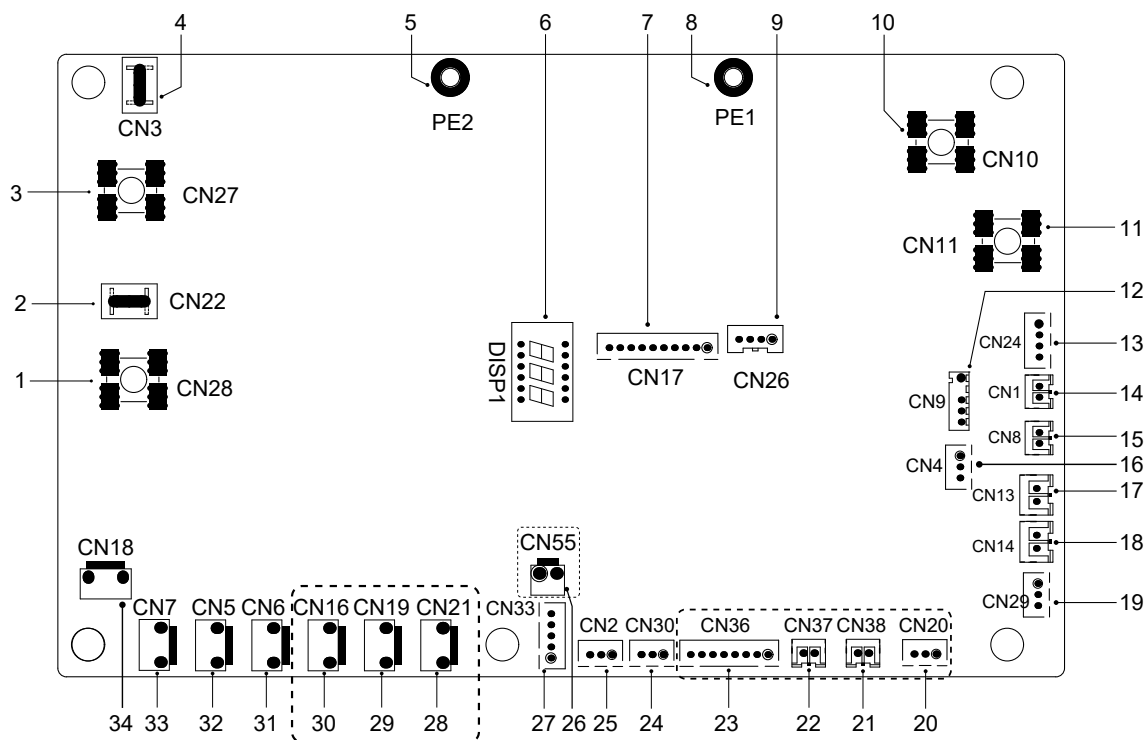 4 5 6 7 8 9 10
CN3 PE2 PE1 CN10
3 CN27 CN11 11
2 CN22 12
CN24 13
DISP1 CN17 CN26
1 CN28 CN9 CN1 14
CN8 15
CN4 16
CN13 17
CN14 18
CN18 CN55
CN29 19
CN7 CN5 CN6 CN16 CN19 CN21 CN33 CN2 CN30 CN36 CN37 CN38 CN20
34 33 32 31 30 29 28 27 26 25 24 23 22 21 20